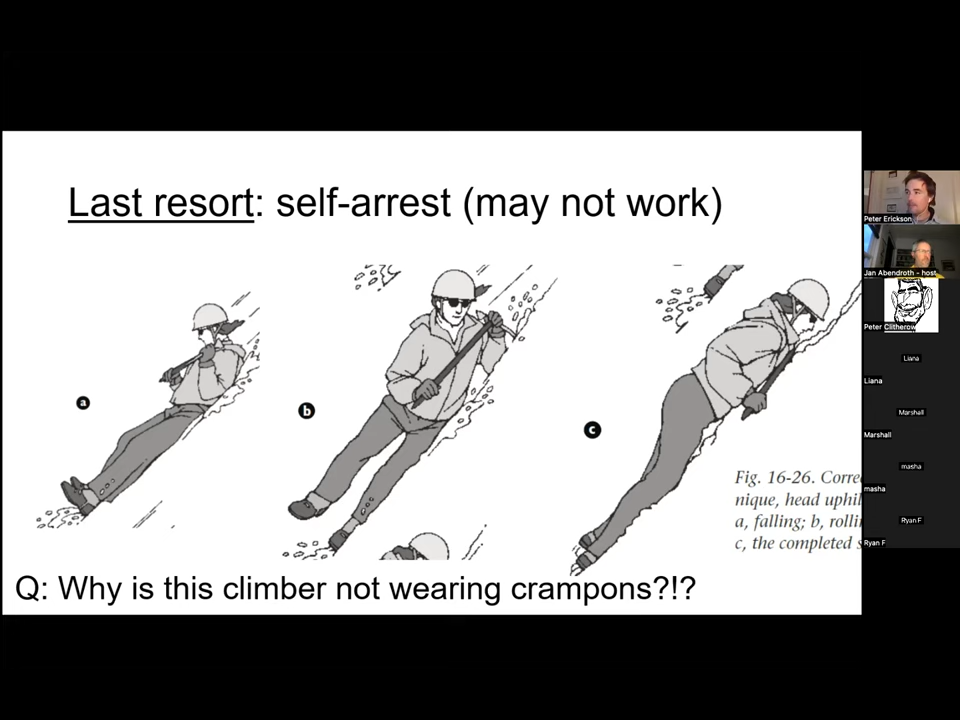 Last resort: self-arrest (may not work)
a
b
c
Fig. 16-26. Corre
nique, head uphil
a, falling; b, rolli
c, the completed s
Q: Why is this climber not wearing crampons?!?
Peter Erickson
Jan Abendroth - host
Peter Clitherow
Liana
Liana
Marshall
Marshall
masha
masha
Ryan F
Ryan F